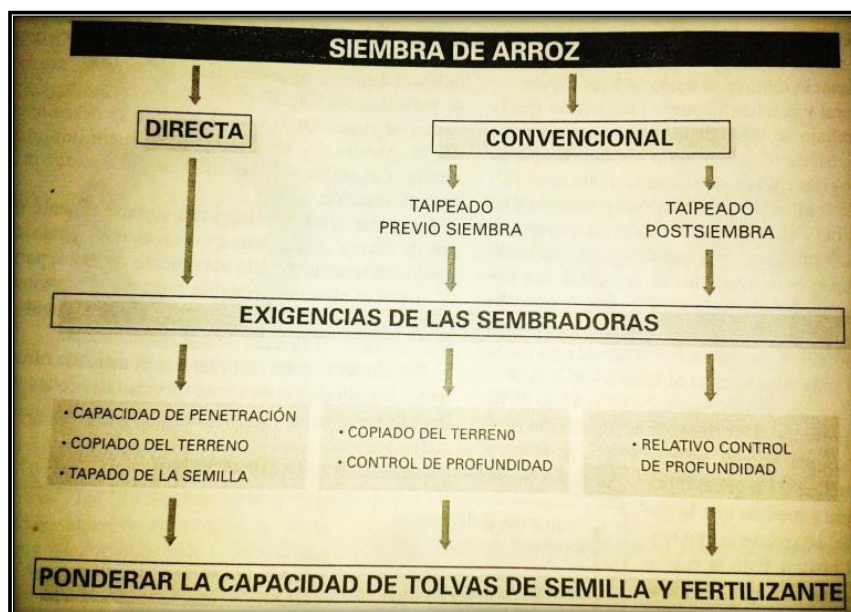 SIEMBRA DE ARROZ
DIRECTA
CONVENCIONAL
TAIPEADO
PREVIO SIEMBRA
TAIPEADO
POSTSIEMBRA
EXIGENCIAS DE LAS SEMBRADORAS
• CAPACIDAD DE PENETRACIÓN
• COPIADO DEL TERRENO
• TAPADO DE LA SEMILLA
• COPIADO DEL TERREN0
• CONTROL DE PROFUNDIDAD
• RELATIVO CONTROL
DE PROFUNDIDAD
PONDERAR LA CAPACIDAD DE TOLVAS DE SEMILLA Y FERTILIZANTE